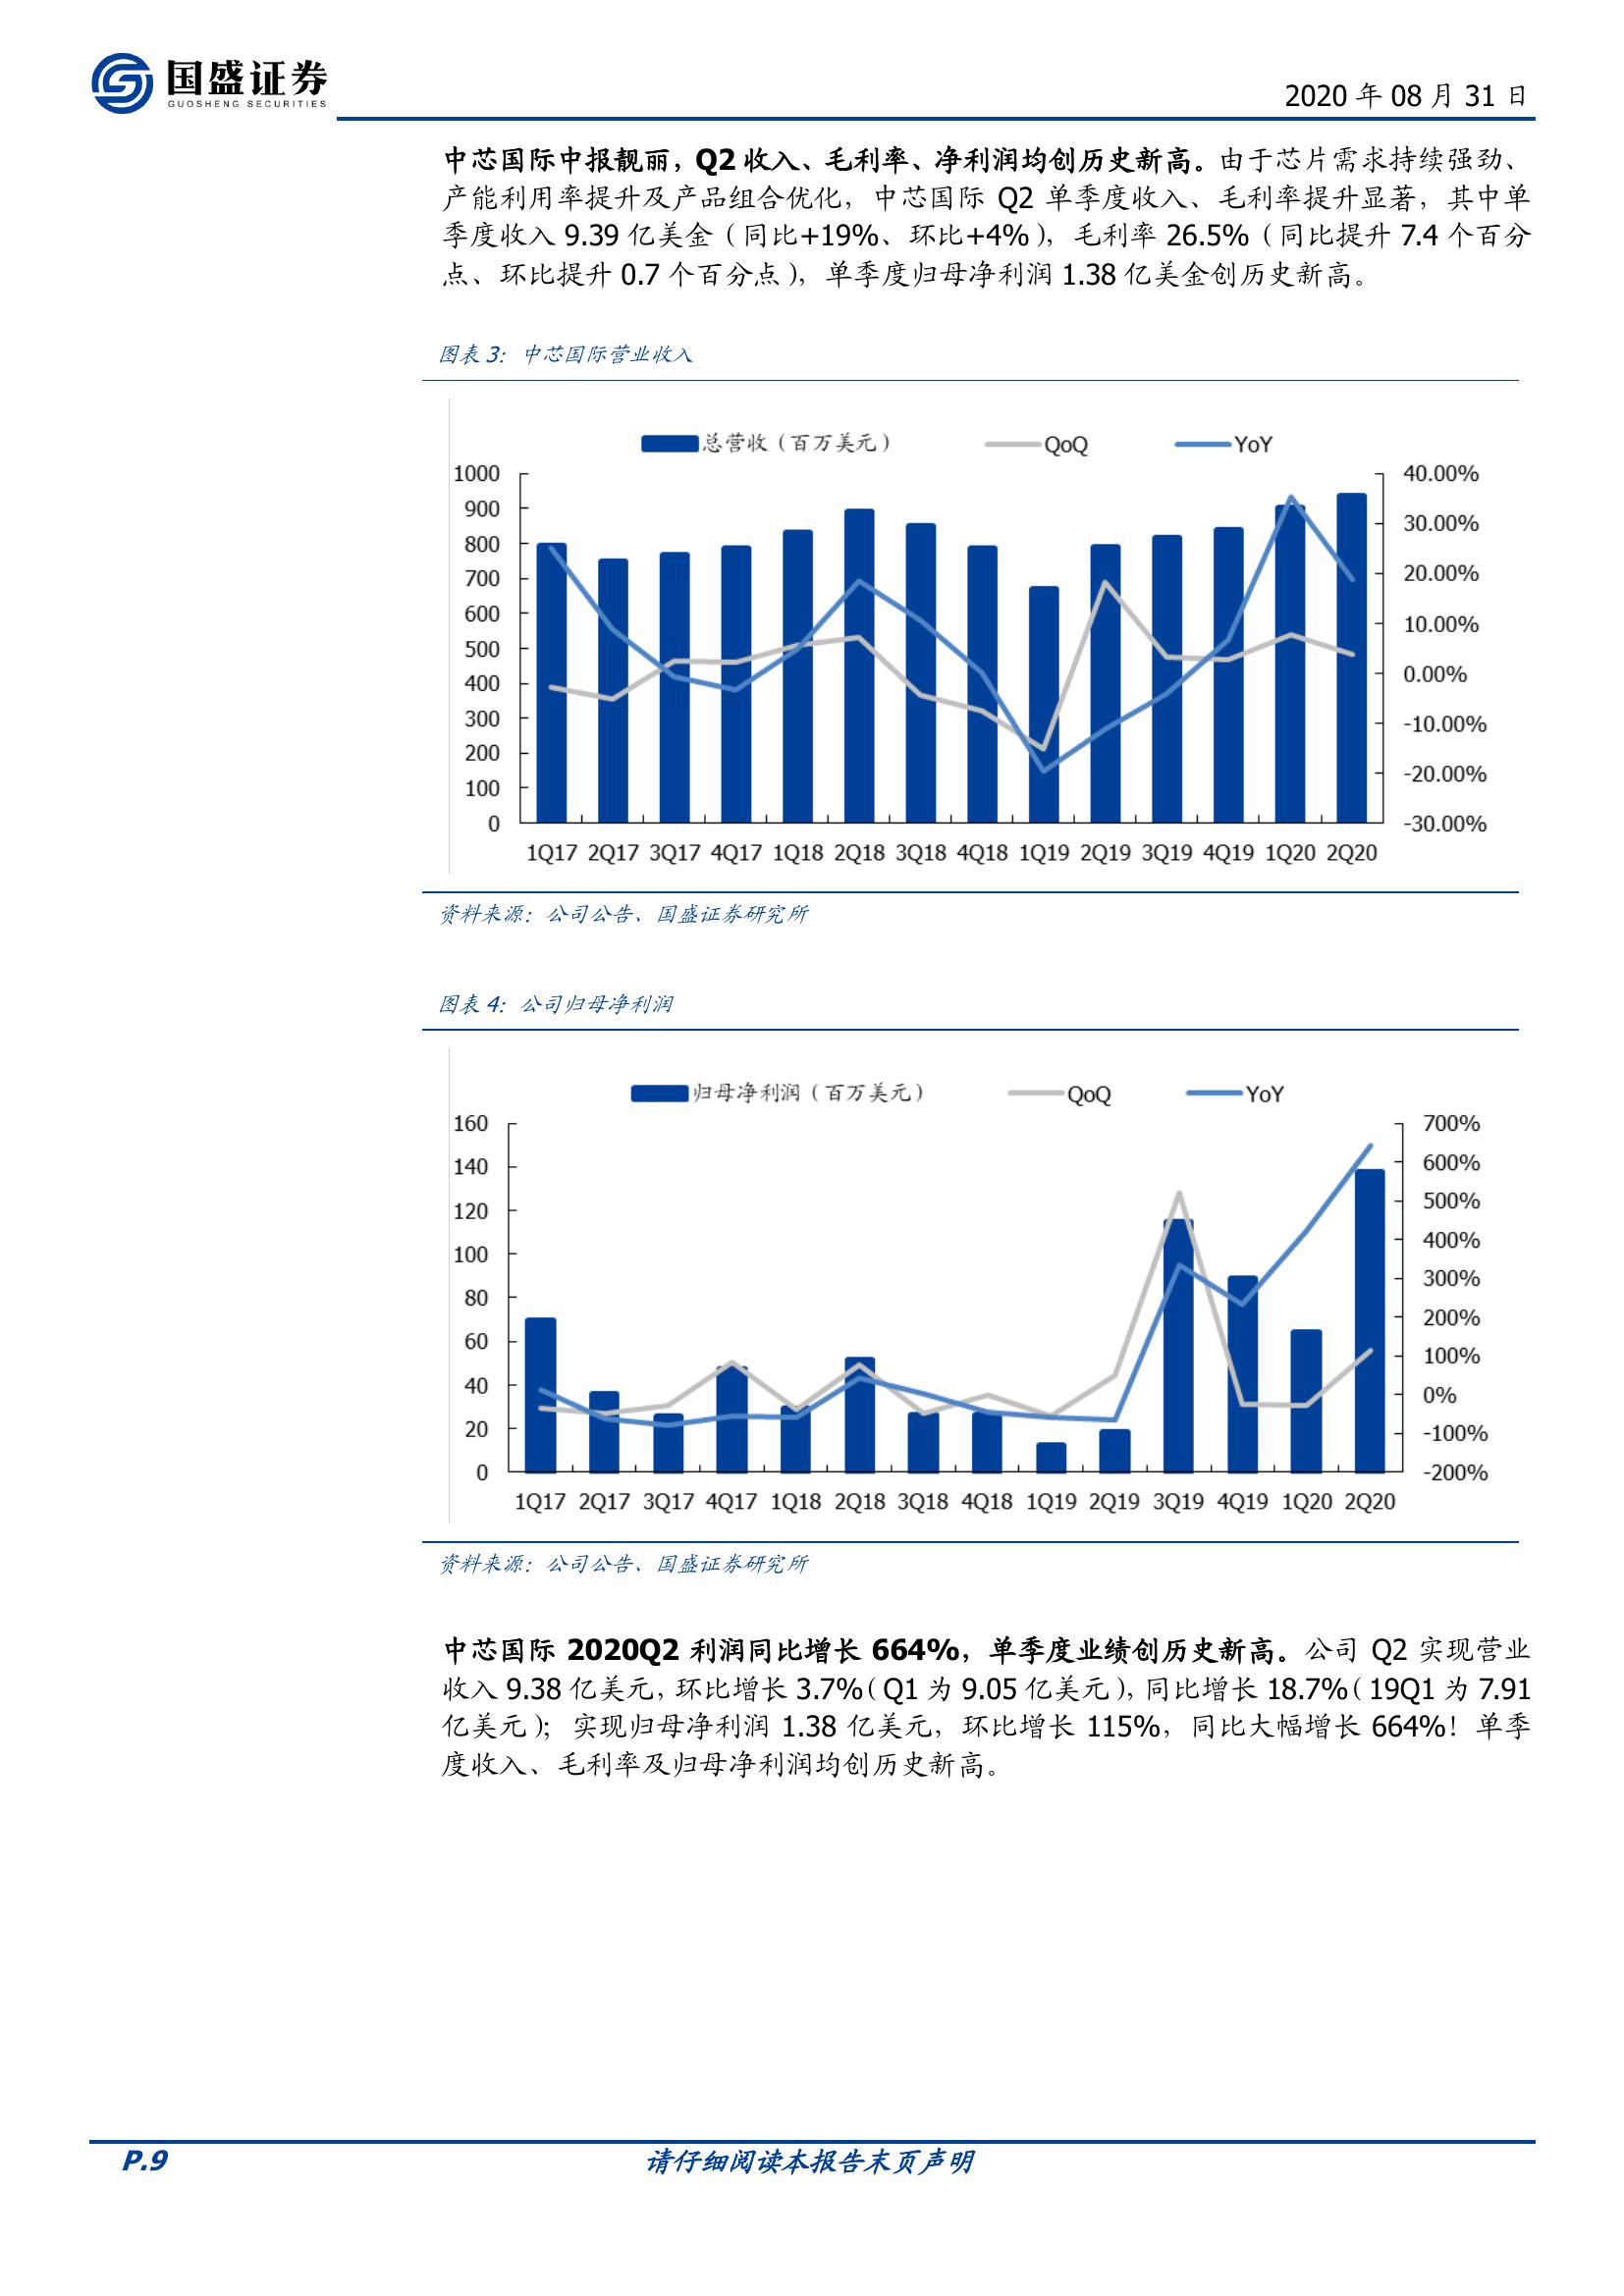 国盛证券
GUOSHENG SECURITIES
2020 年 08 月 31 日
中芯国际中报靓丽，Q2 收入、毛利率、净利润均创历史新高。由于芯片需求持续强劲、
产能利用率提升及产品组合优化，中芯国际 Q2 单季度收入、毛利率提升显著，其中单
季度收入 9.39 亿美金（同比+19%、环比+4%），毛利率 26.5%（同比提升 7.4 个百分
点、环比提升 0.7 个百分点），单季度归母净利润 1.38 亿美金创历史新高。
图表 3：中芯国际营业收入
总营收（百万美元） QoQ YoY
1000 40.00%
900 30.00%
800
700 20.00%
600 10.00%
500
400 0.00%
300 -10.00%
200
100 -20.00%
0 -30.00%
1Q17 2Q17 3Q17 4Q17 1Q18 2Q18 3Q18 4Q18 1Q19 2Q19 3Q19 4Q19 1Q20 2Q20
资料来源：公司公告、国盛证券研究所
图表 4：公司归母净利润
归母净利润（百万美元） QoQ YoY
160 700%
140 600%
120 500%
100 400%
80 300%
200%
60 100%
40 0%
20 -100%
0 -200%
1Q17 2Q17 3Q17 4Q17 1Q18 2Q18 3Q18 4Q18 1Q19 2Q19 3Q19 4Q19 1Q20 2Q20
资料来源：公司公告、国盛证券研究所
中芯国际 2020Q2 利润同比增长 664%，单季度业绩创历史新高。公司 Q2 实现营业
收入 9.38 亿美元，环比增长 3.7%（Q1 为 9.05 亿美元），同比增长 18.7%（19Q1 为 7.91
亿美元）；实现归母净利润 1.38 亿美元，环比增长 115%，同比大幅增长 664%！单季
度收入、毛利率及归母净利润均创历史新高。
P.9 请仔细阅读本报告末页声明